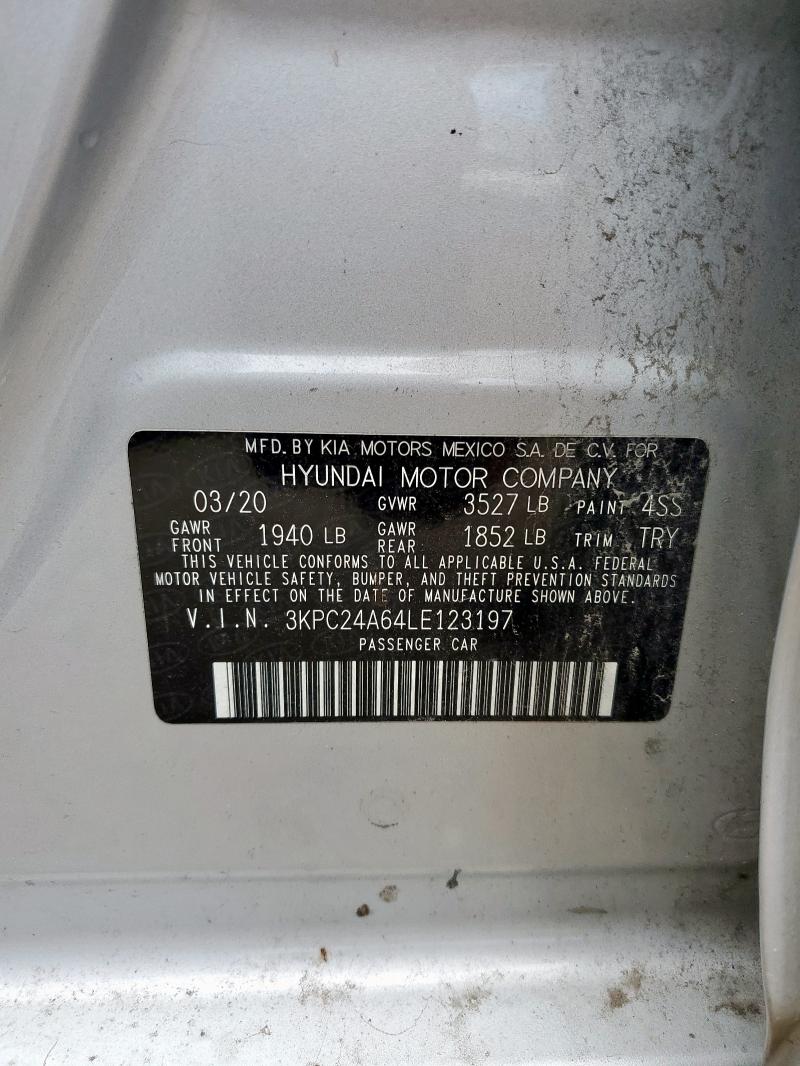 MFD. BY KIA MOTORS MEXICO S.A. DE C.V. FOR
HYUNDAI MOTOR COMPANY
03/20 GVWR 3527 LB PAINT 4SS
GAWR FRONT 1940 LB GAWR REAR 1852 LB TRIM TRY
THIS VEHICLE CONFORMS TO ALL APPLICABLE U.S.A. FEDERAL
MOTOR VEHICLE SAFETY, BUMPER, AND THEFT PREVENTION STANDARDS
IN EFFECT ON THE DATE OF MANUFACTURE SHOWN ABOVE.
V.I.N. 3KPC24A64LE123197
PASSENGER CAR